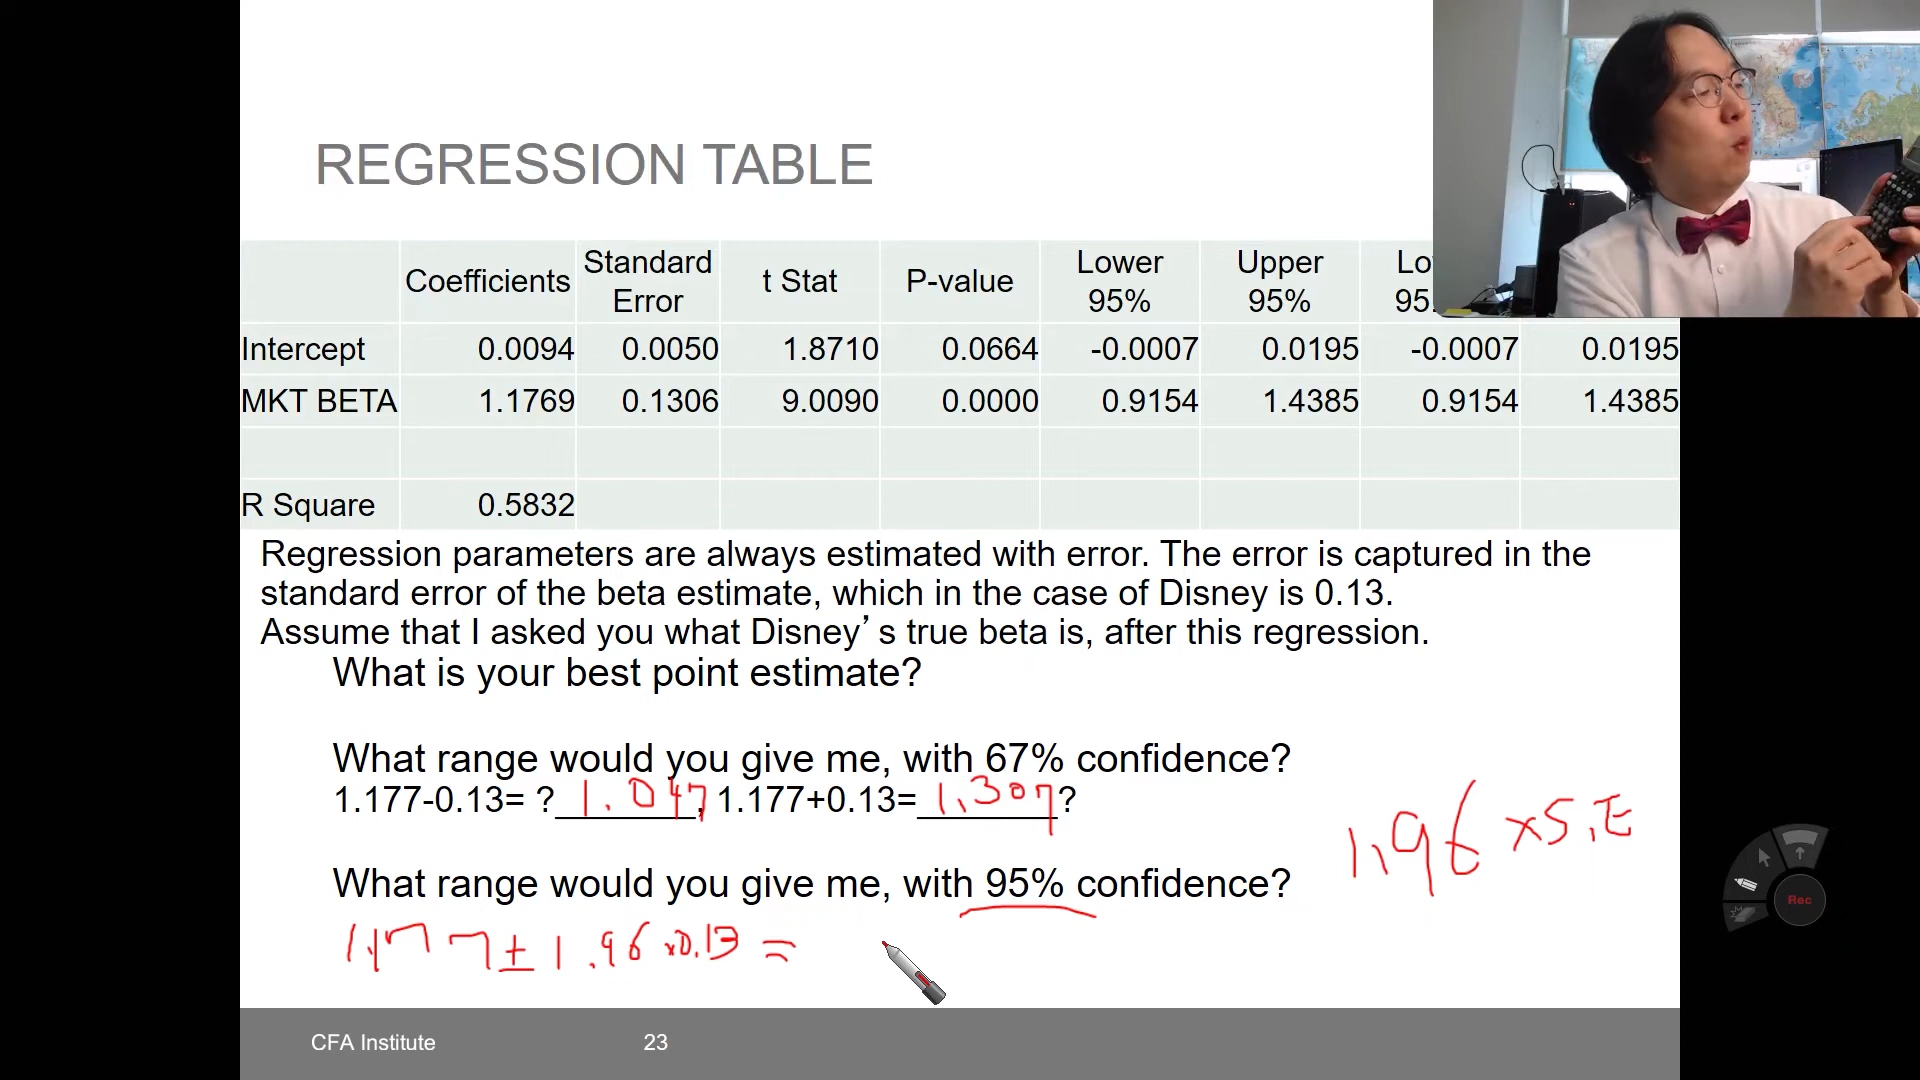 REGRESSION TABLE
Coefficients Standard Error t Stat P-value Lower 95% Upper 95% Lo 95.
Intercept 0.0094 0.0050 1.8710 0.0664 -0.0007 0.0195 -0.0007 0.0195
MKT BETA 1.1769 0.1306 9.0090 0.0000 0.9154 1.4385 0.9154 1.4385
R Square 0.5832
Regression parameters are always estimated with error. The error is captured in the
standard error of the beta estimate, which in the case of Disney is 0.13.
Assume that I asked you what Disney’s true beta is, after this regression.
What is your best point estimate?
What range would you give me, with 67% confidence?
1.177-0.13= ? 1.047, 1.177+0.13= 1.307?
1.96 x S.E
What range would you give me, with 95% confidence?
1.177 ± 1.96 x0.13 =
Rec
CFA Institute 23